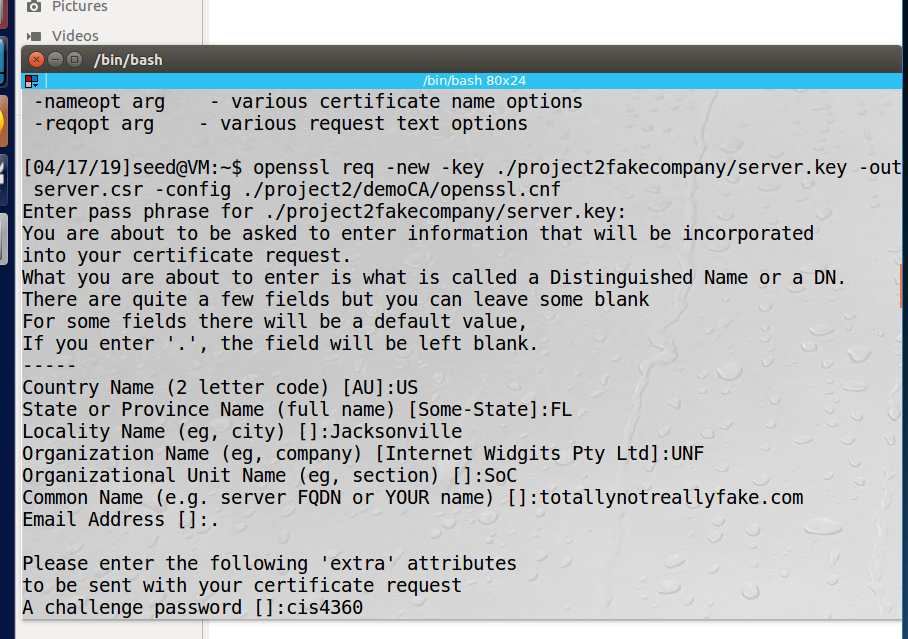 Pictures
Videos
/bin/bash
/bin/bash 80x24
-nameopt arg    - various certificate name options
-reqopt arg    - various request text options
[04/17/19]seed@VM:~$ openssl req -new -key ./project2fakecompany/server.key -out
server.csr -config ./project2/demoCA/openssl.cnf
Enter pass phrase for ./project2fakecompany/server.key:
You are about to be asked to enter information that will be incorporated
into your certificate request.
What you are about to enter is what is called a Distinguished Name or a DN.
There are quite a few fields but you can leave some blank
For some fields there will be a default value,
If you enter '.', the field will be left blank.
-----
Country Name (2 letter code) [AU]:US
State or Province Name (full name) [Some-State]:FL
Locality Name (eg, city) []:Jacksonville
Organization Name (eg, company) [Internet Widgits Pty Ltd]:UNF
Organizational Unit Name (eg, section) []:SoC
Common Name (e.g. server FQDN or YOUR name) []:totallynotreallyfake.com
Email Address []:.
Please enter the following 'extra' attributes
to be sent with your certificate request
A challenge password []:cis4360